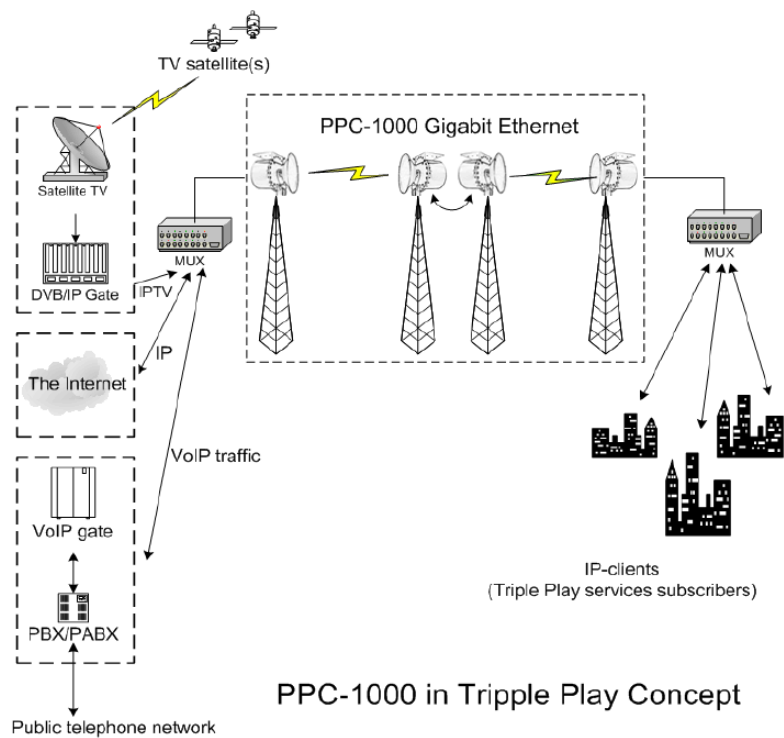 TV satellite(s)
PPC-1000 Gigabit Ethernet
Satellite TV
MUX
MUX
DVB/IP Gate
IPTV
IP
The Internet
VoIP traffic
VoIP gate
PBX/PABX
IP-clients
(Triple Play services subscribers)
PPC-1000 in Tripple Play Concept
Public telephone network